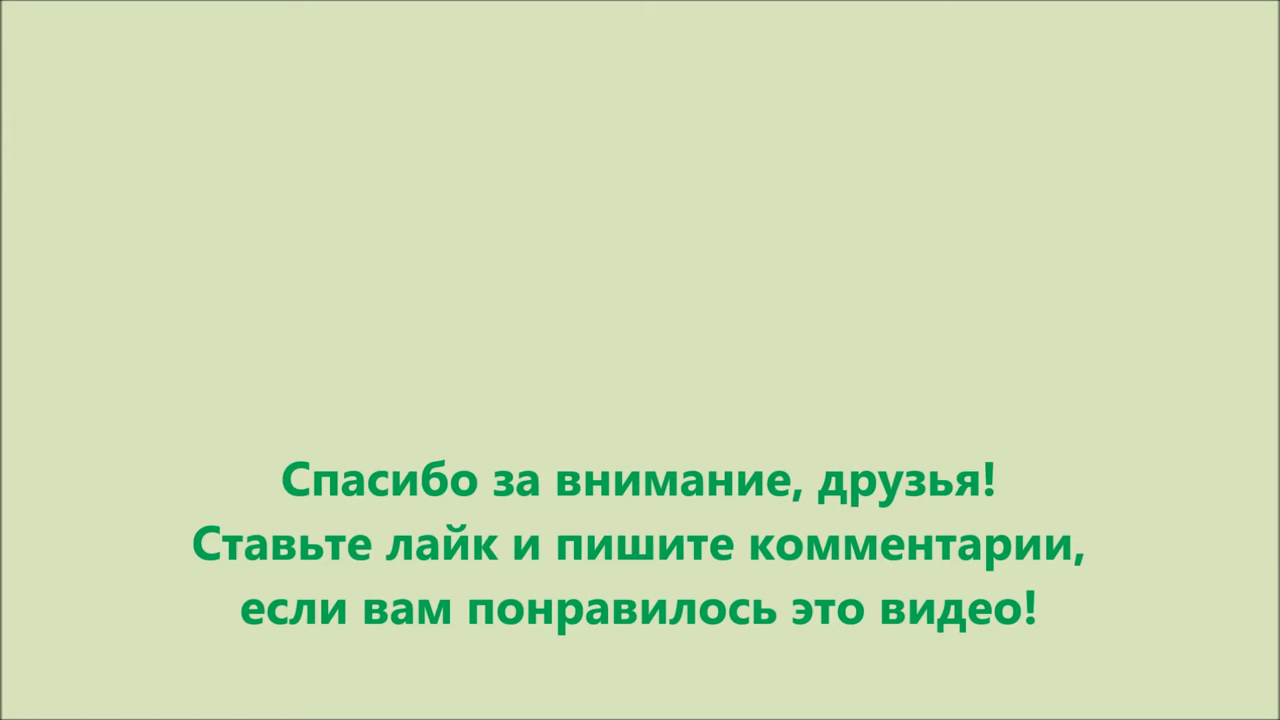 Спасибо за внимание, друзья!
Ставьте лайк и пишите комментарии,
если вам понравилось это видео!